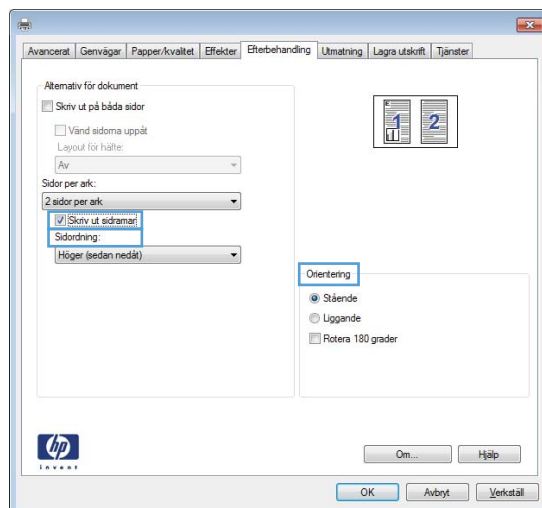 Avancerat Genvägar Papper/kvalitet Effekter Efterbehandling Utmatning Lagra utskrift Tjänster
Alternativ för dokument
Skriv ut på båda sidor
Vänd sidorna uppåt
Layout för häfte:
Av
Sidor per ark:
2 sidor per ark
Skriv ut sidramar
Sidordning:
Höger (sedan nedåt)
1 2
Orientering
Stående
Liggande
Rotera 180 grader
hp
invent
Om... Hjälp
OK Avbryt Verkställ